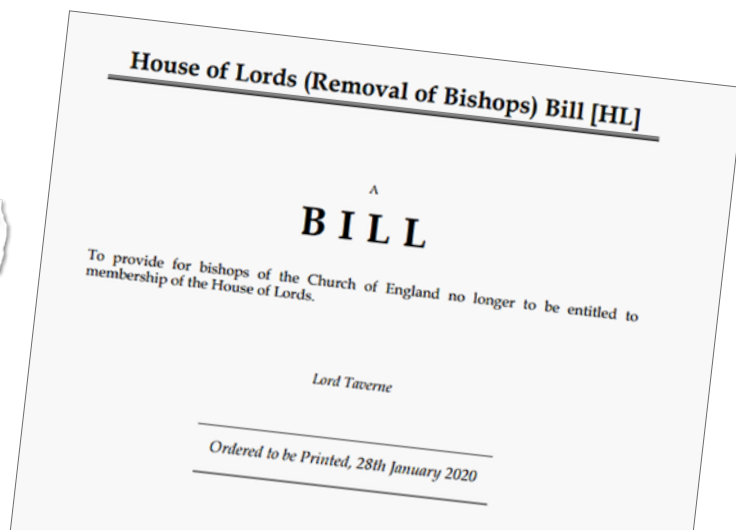 House of Lords (Removal of Bishops) Bill [HL]
A
BILL
To provide for bishops of the Church of England no longer to be entitled to
membership of the House of Lords.
Lord Taverne
Ordered to be Printed, 28th January 2020